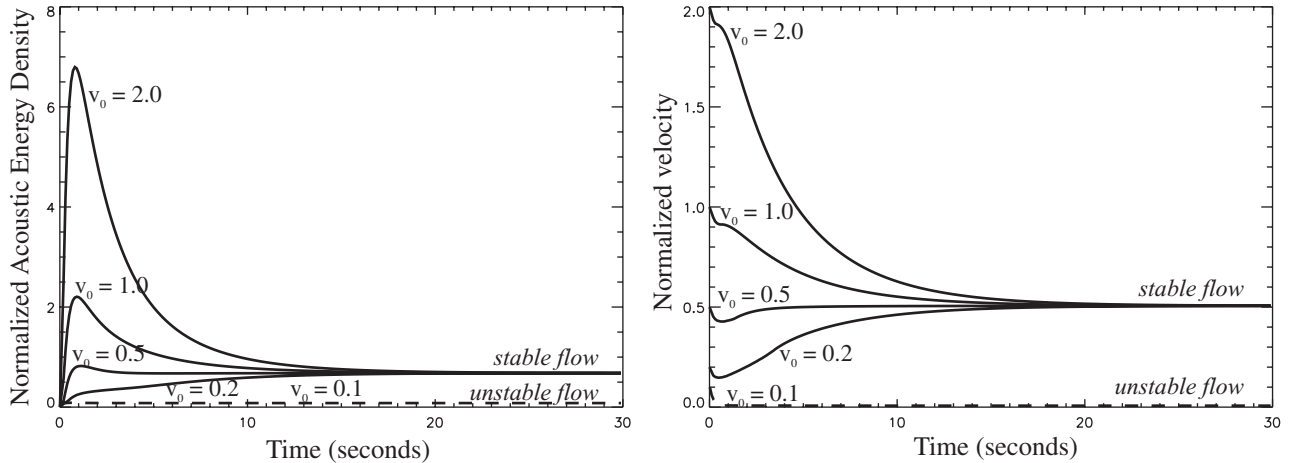 Normalized Acoustic Energy Density
8
6
4
2
0
v₀ = 2.0
v₀ = 1.0
v₀ = 0.5
v₀ = 0.2
v₀ = 0.1
stable flow
unstable flow
0 10 20 30
Time (seconds)
Normalized velocity
2.0
1.5
1.0
0.5
0.0
v₀ = 2.0
v₀ = 1.0
v₀ = 0.5
v₀ = 0.2
v₀ = 0.1
stable flow
unstable flow
0 10 20 30
Time (seconds)